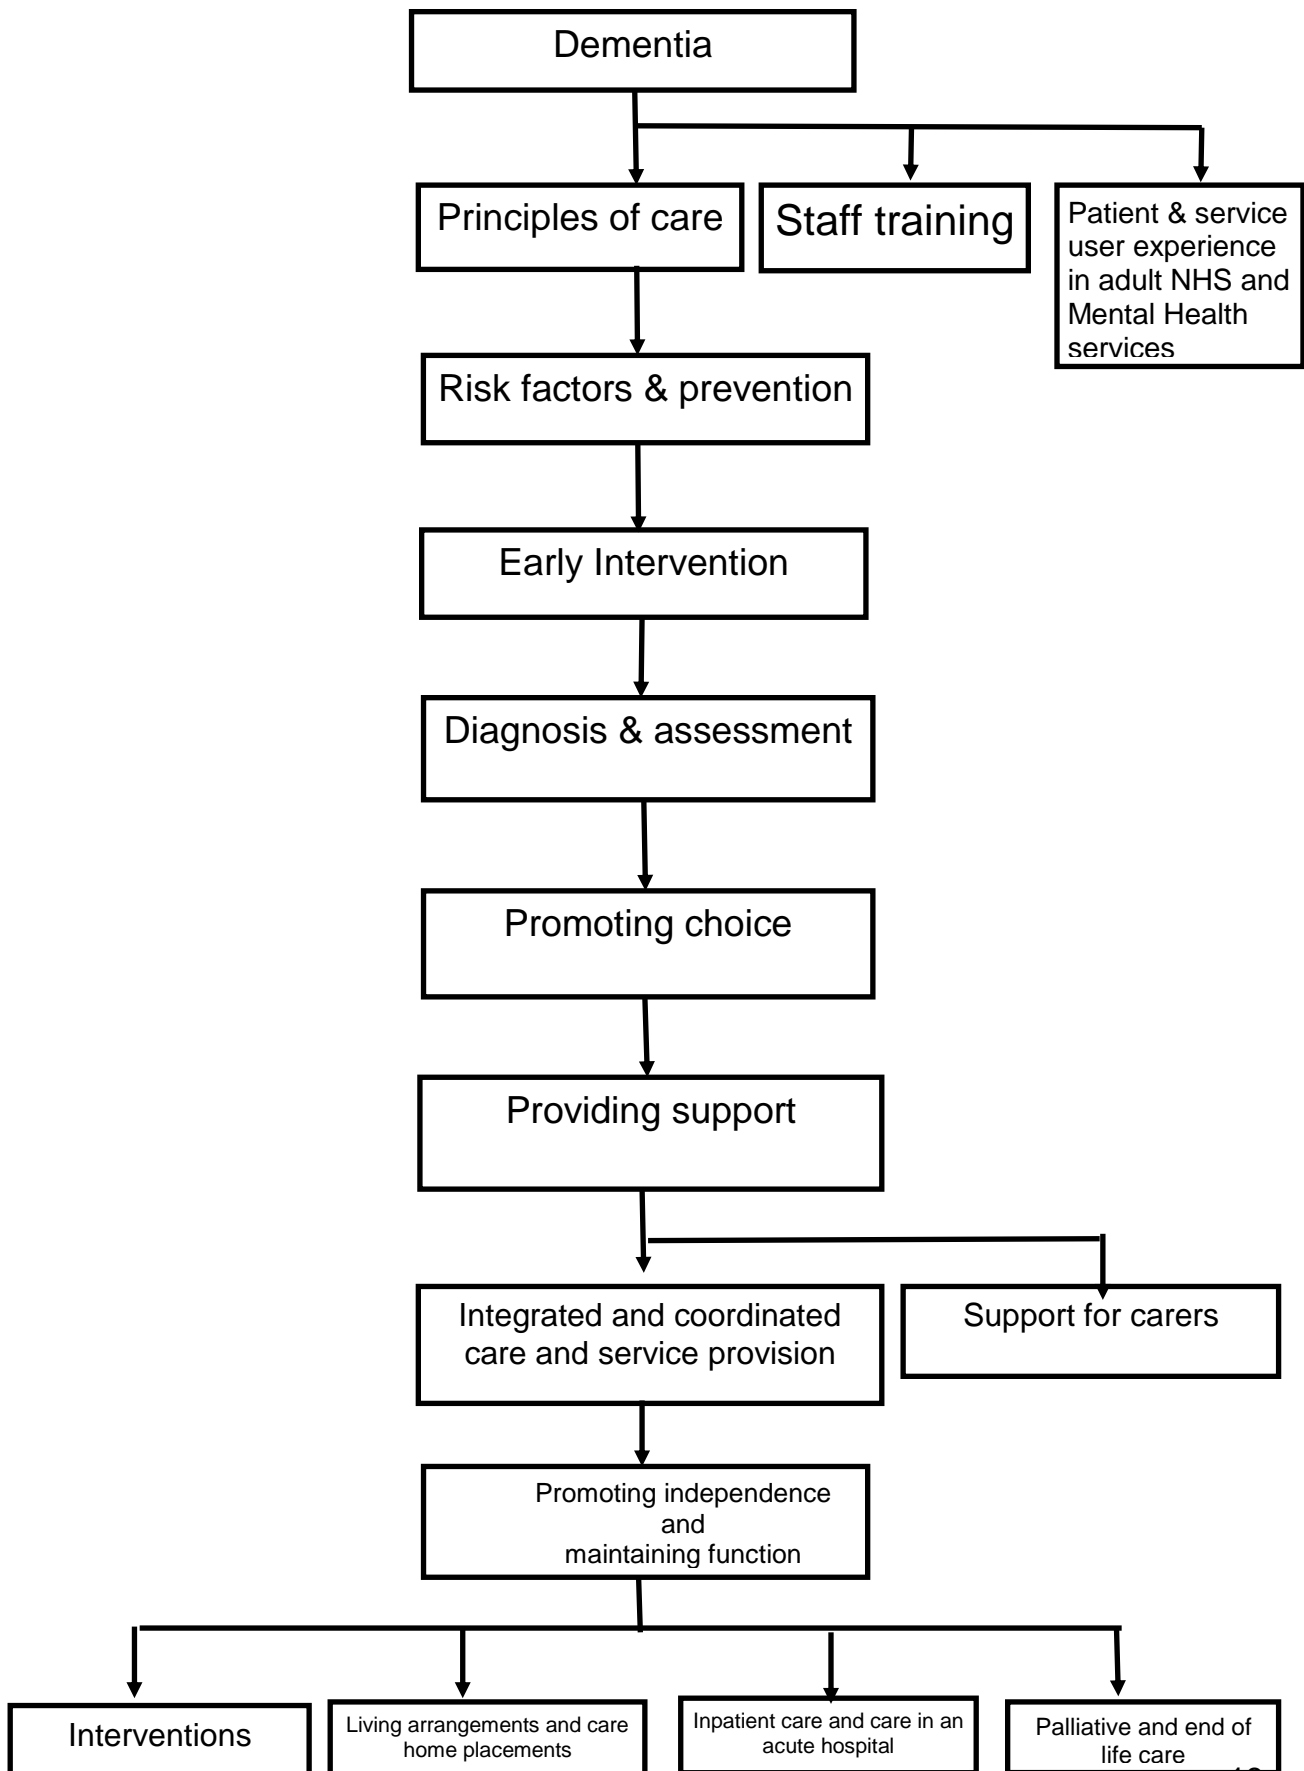 Dementia
Principles of care
Staff training
Patient & service
user experience
in adult NHS and
Mental Health
services
Risk factors & prevention
Early Intervention
Diagnosis & assessment
Promoting choice
Providing support
Integrated and coordinated
care and service provision
Support for carers
Promoting independence
and
maintaining function
Interventions
Living arrangements and care
home placements
Inpatient care and care in an
acute hospital
Palliative and end of
life care